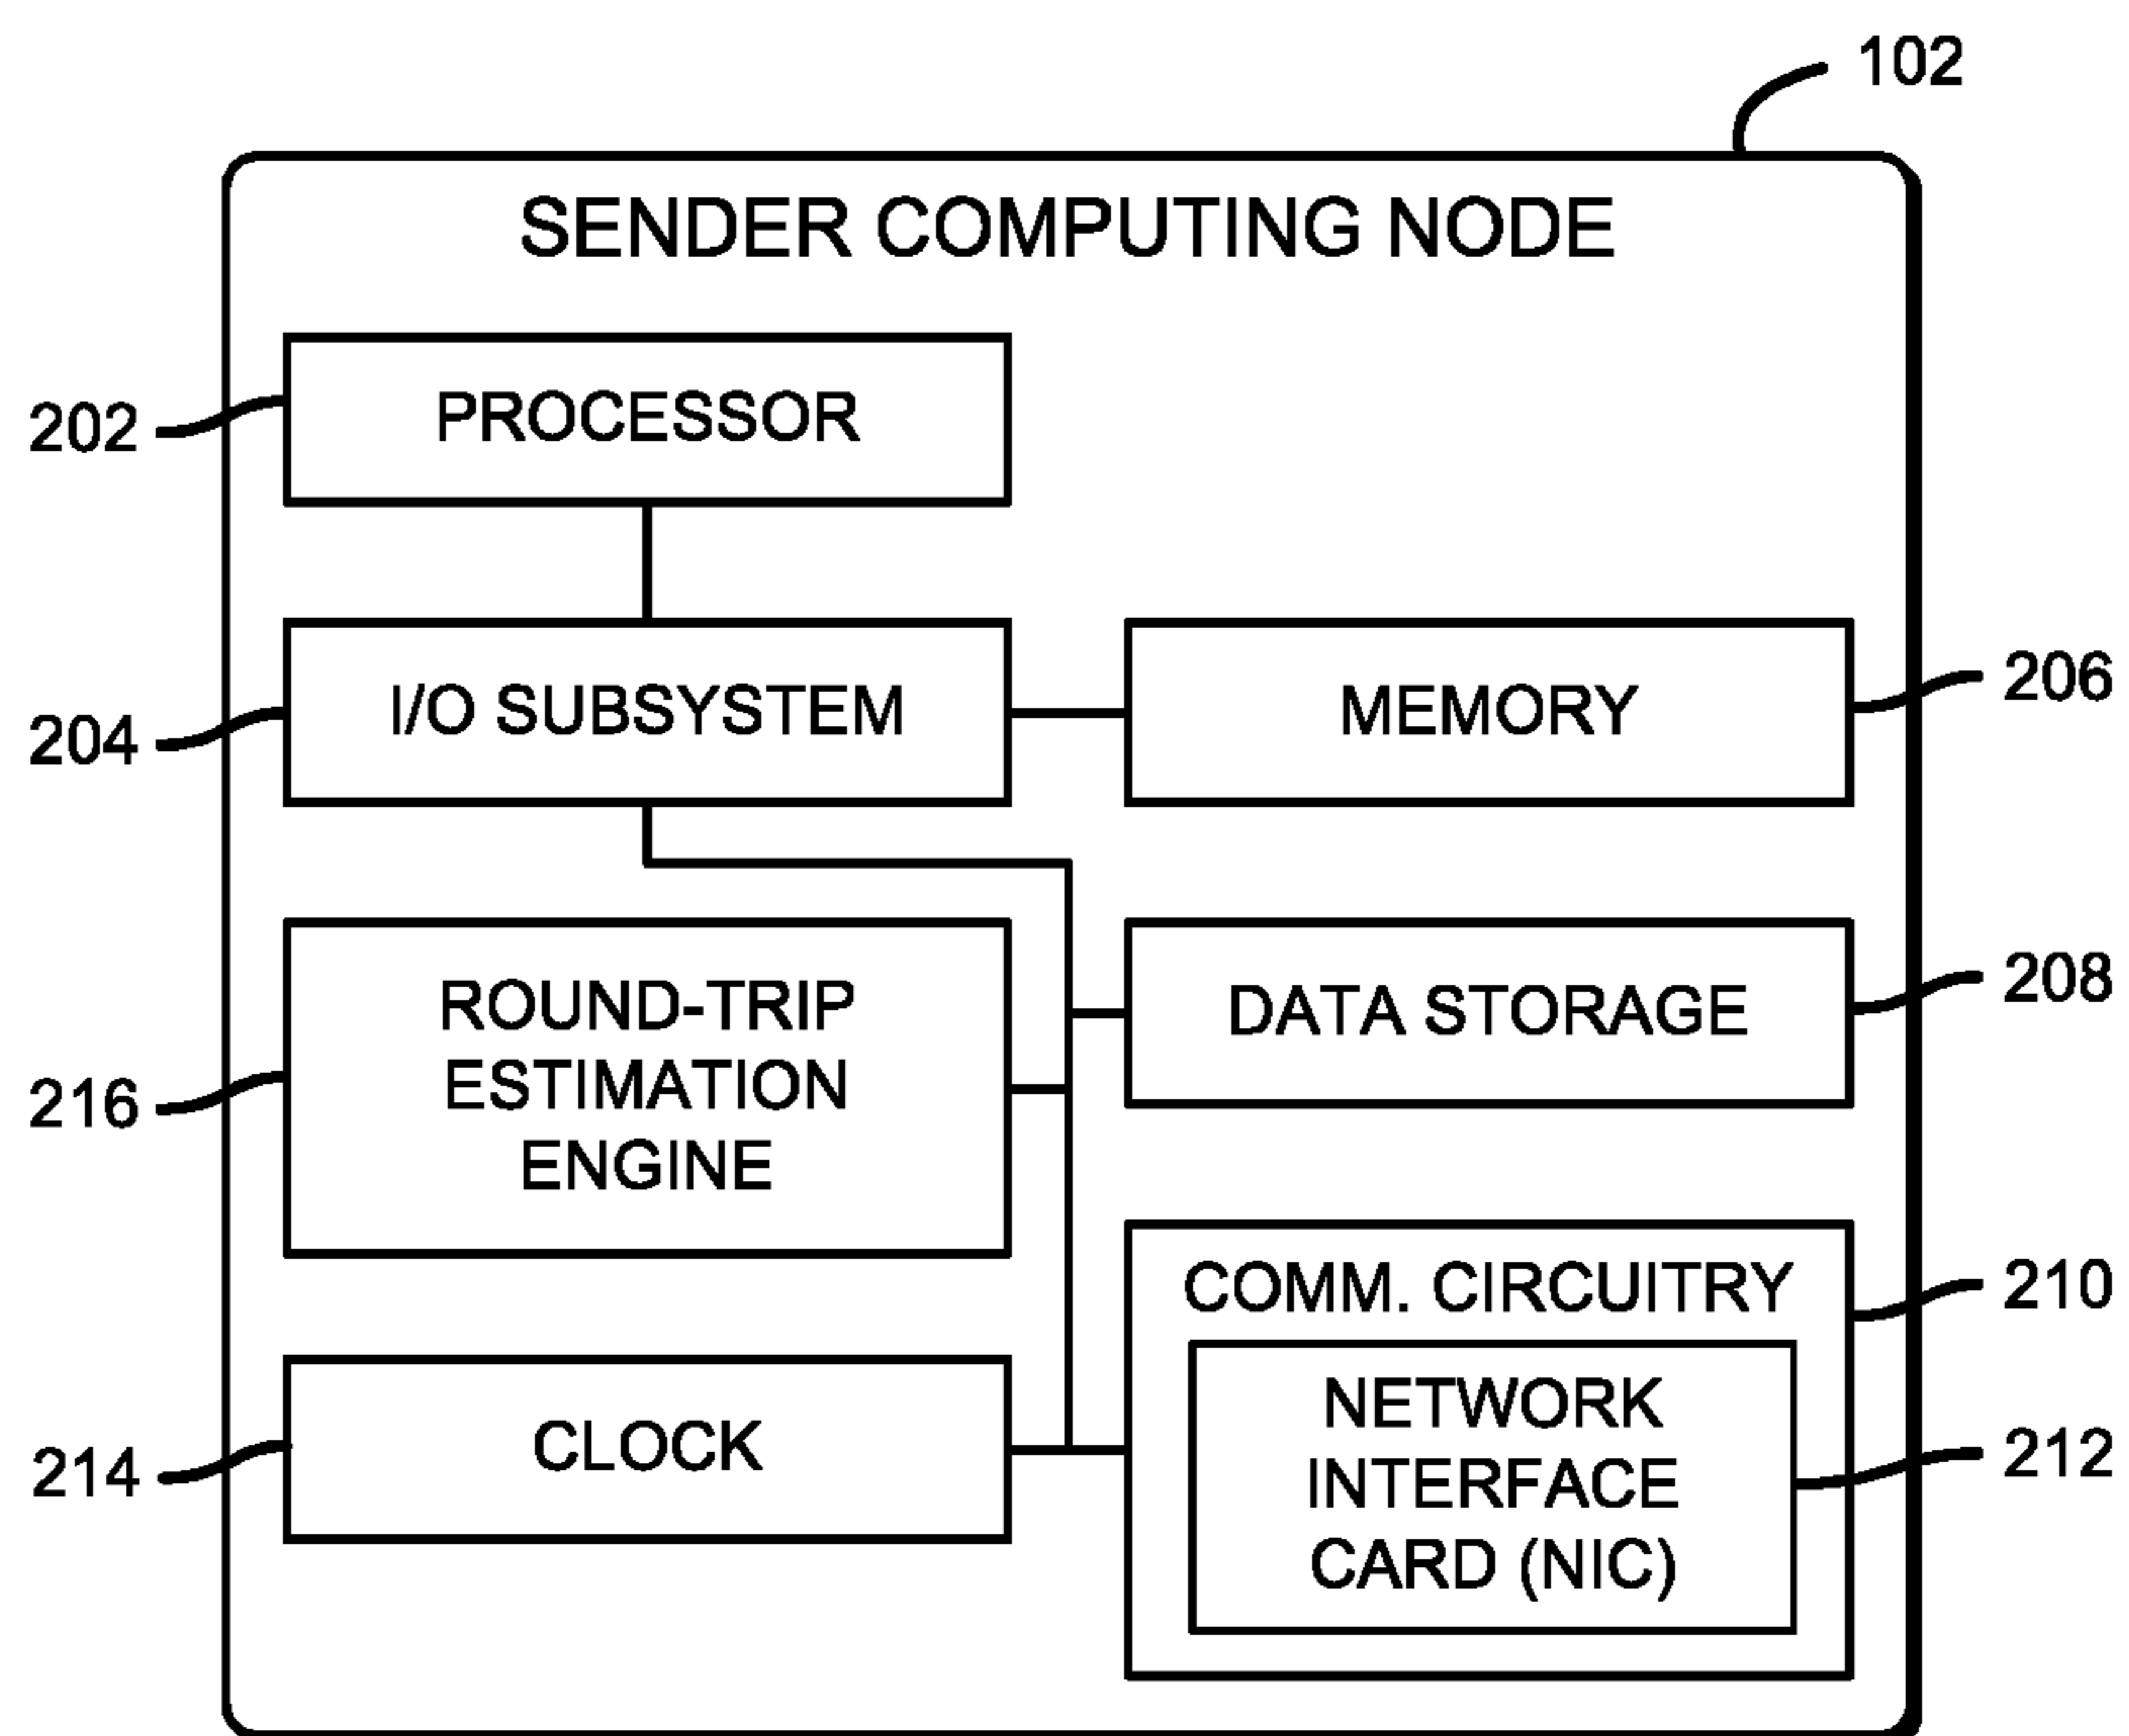 102
SENDER COMPUTING NODE
202
PROCESSOR
204
I/O SUBSYSTEM
MEMORY
206
216
ROUND-TRIP
ESTIMATION
ENGINE
DATA STORAGE
208
COMM. CIRCUITRY
210
214
CLOCK
NETWORK
INTERFACE
CARD (NIC)
212